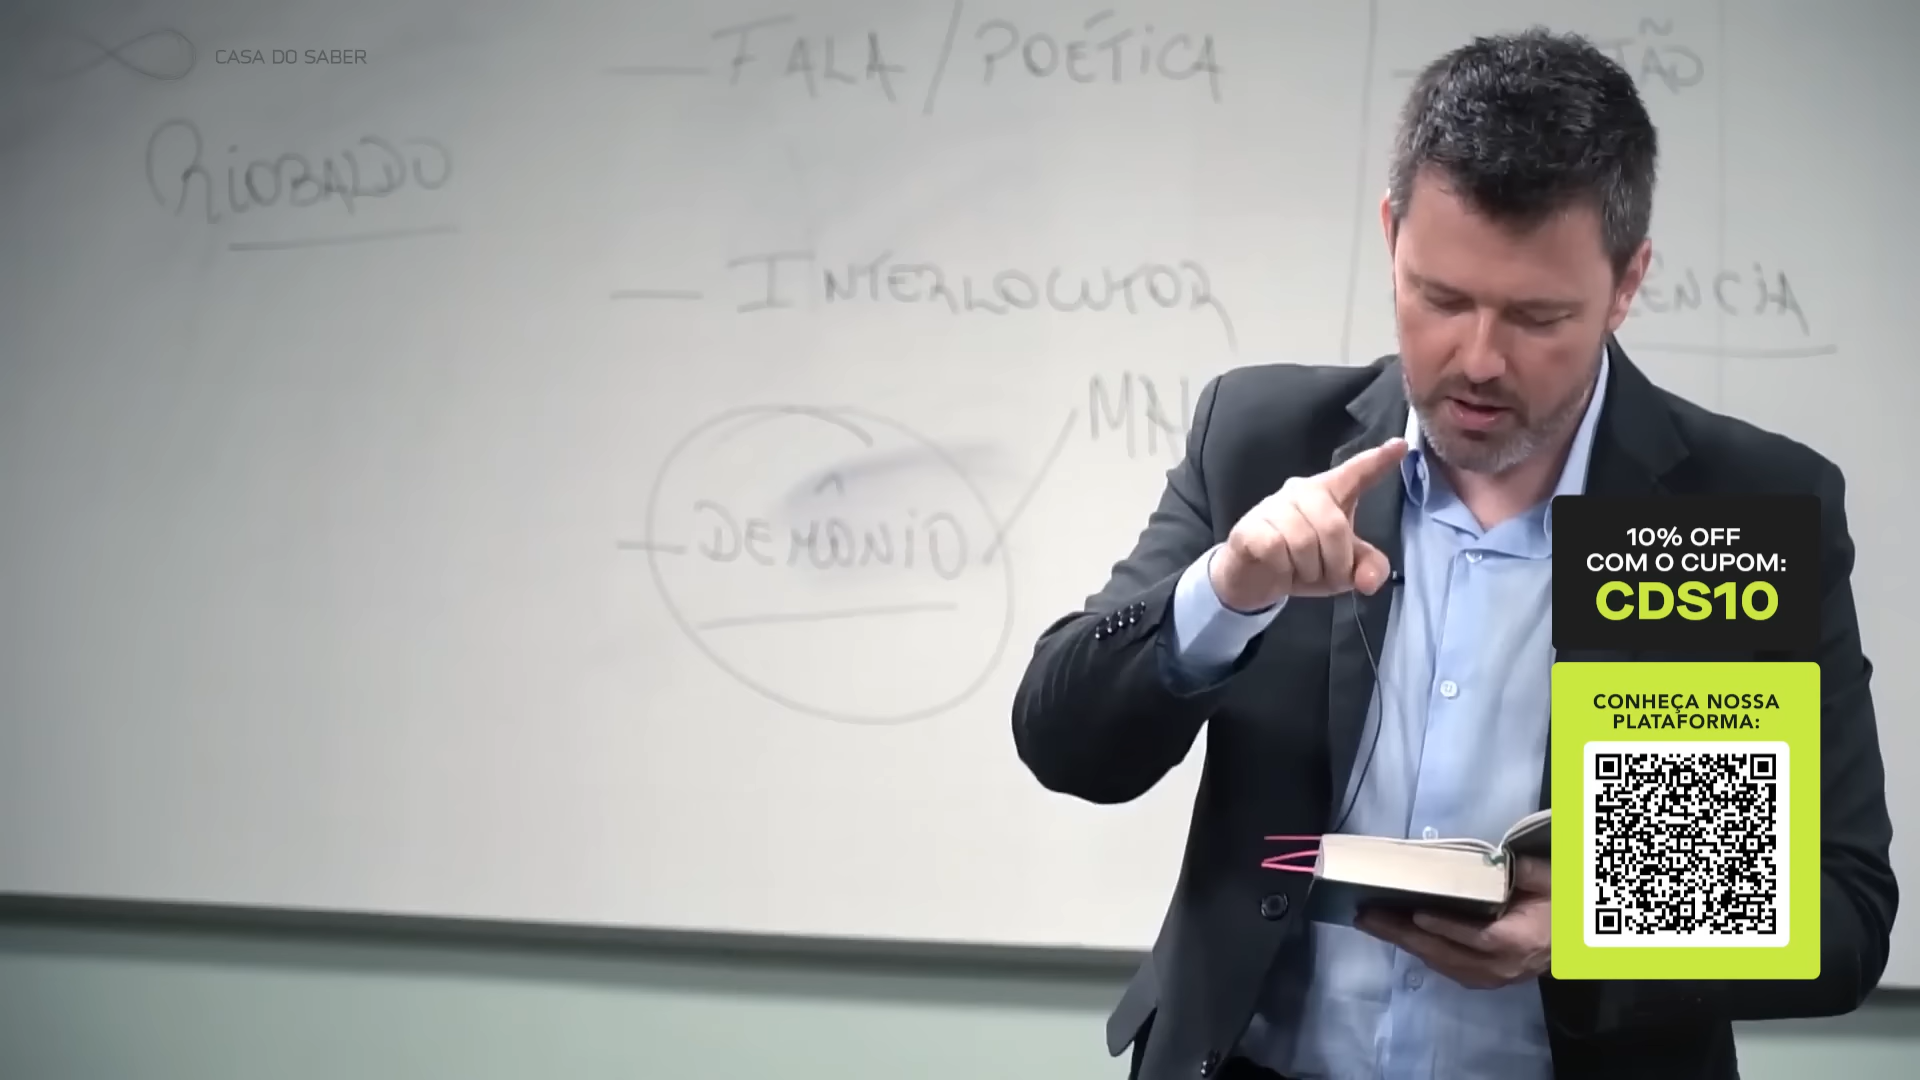 CASA DO SABER
— FALA / POÉTICA
RIOBALDO
— INTERLOCUTOR
— DEMÔNIO
10% OFF
COM O CUPOM:
CDS10
CONHEÇA NOSSA
PLATAFORMA: